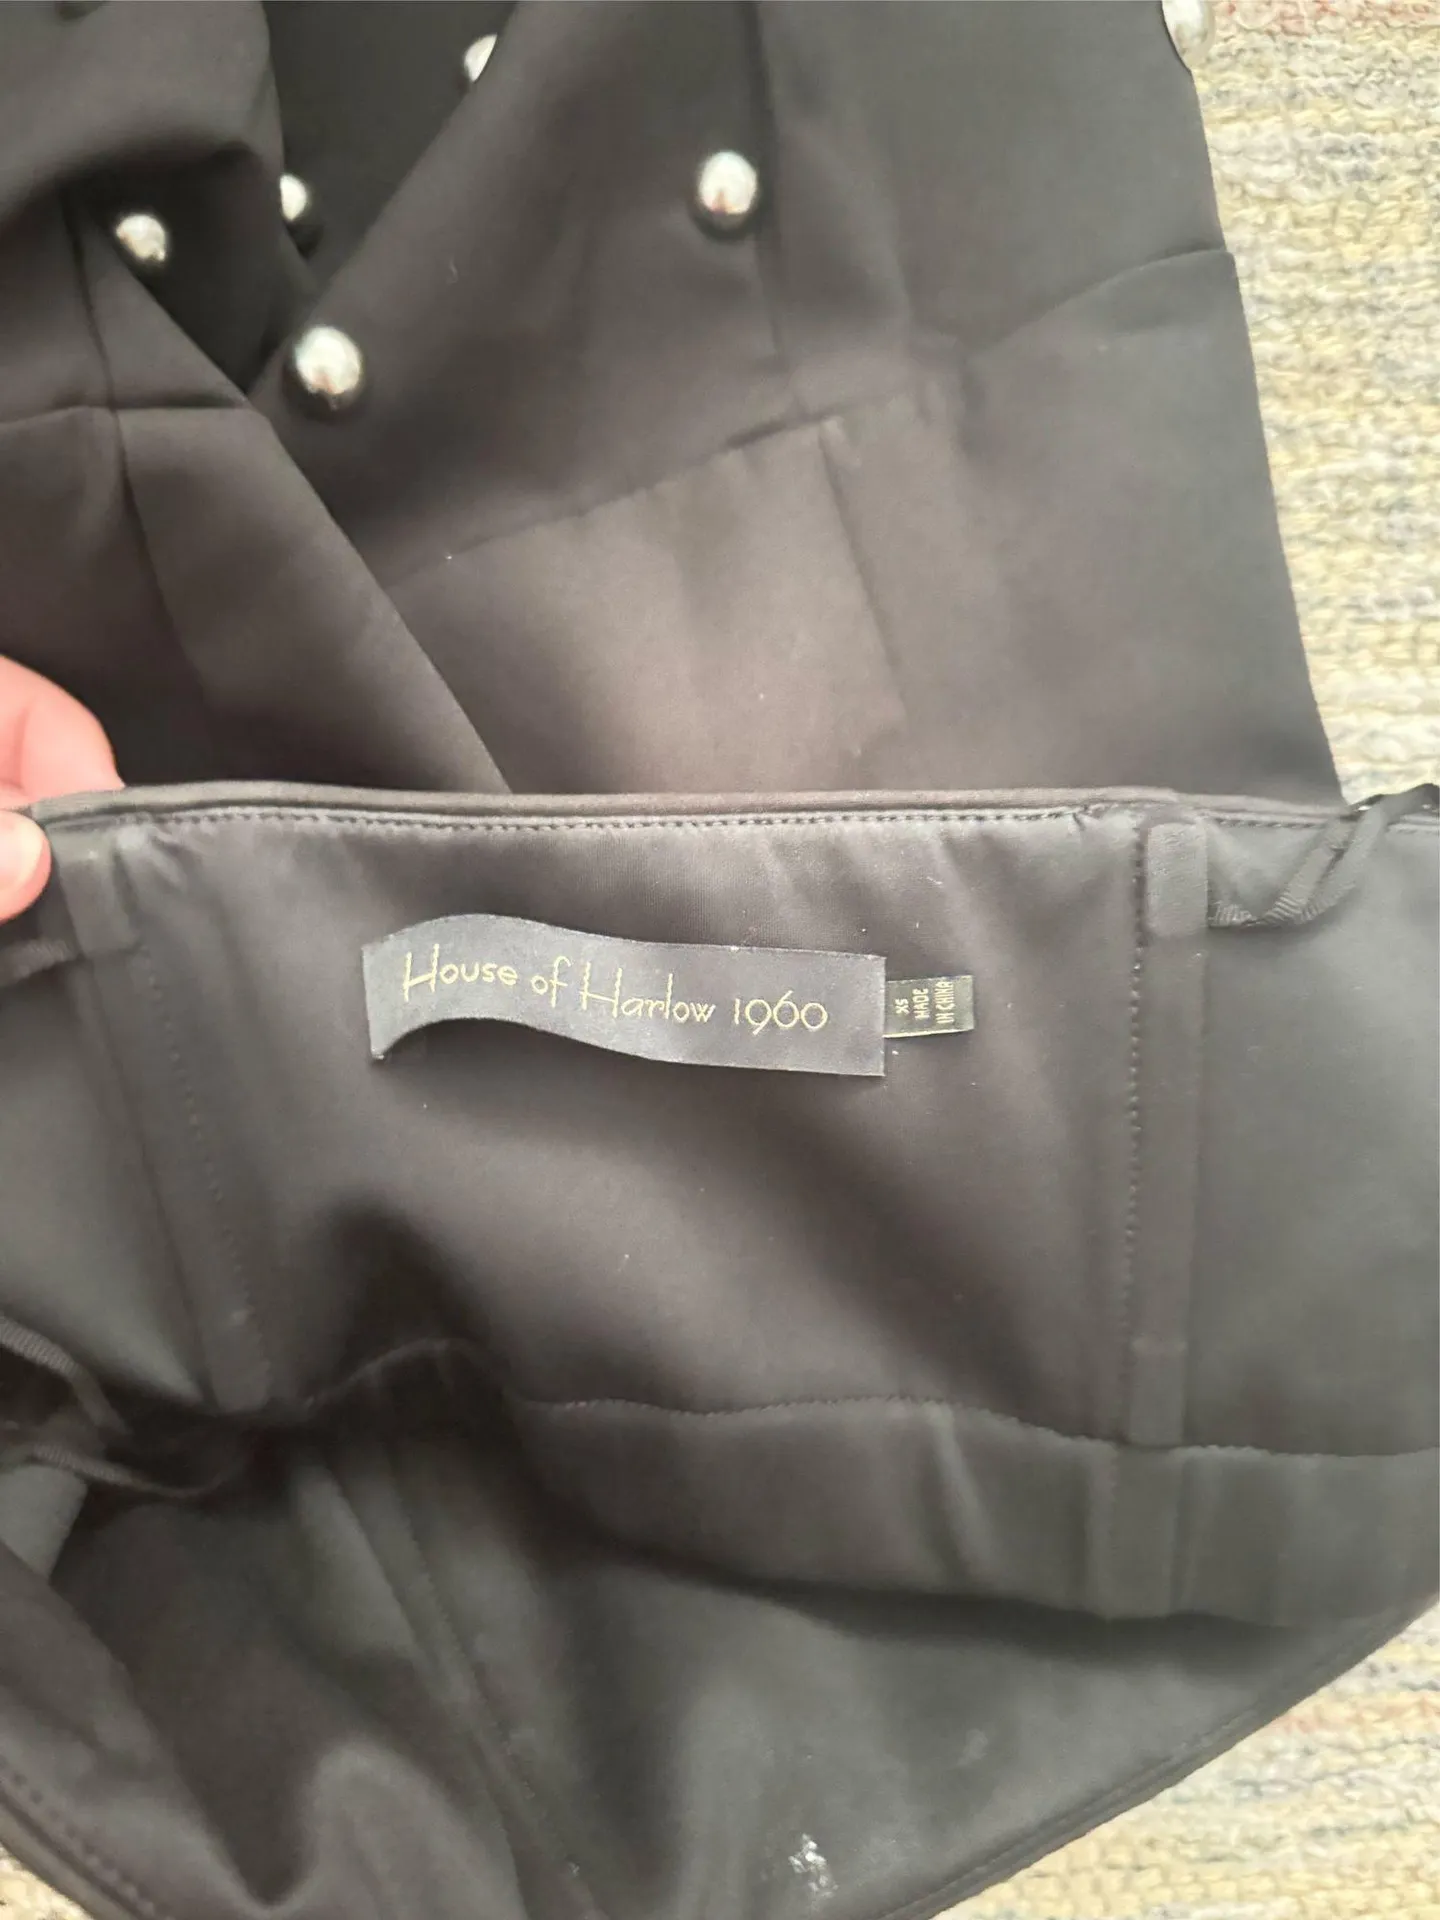 House of Harlow 1960
XS
MADE
IN CHINA